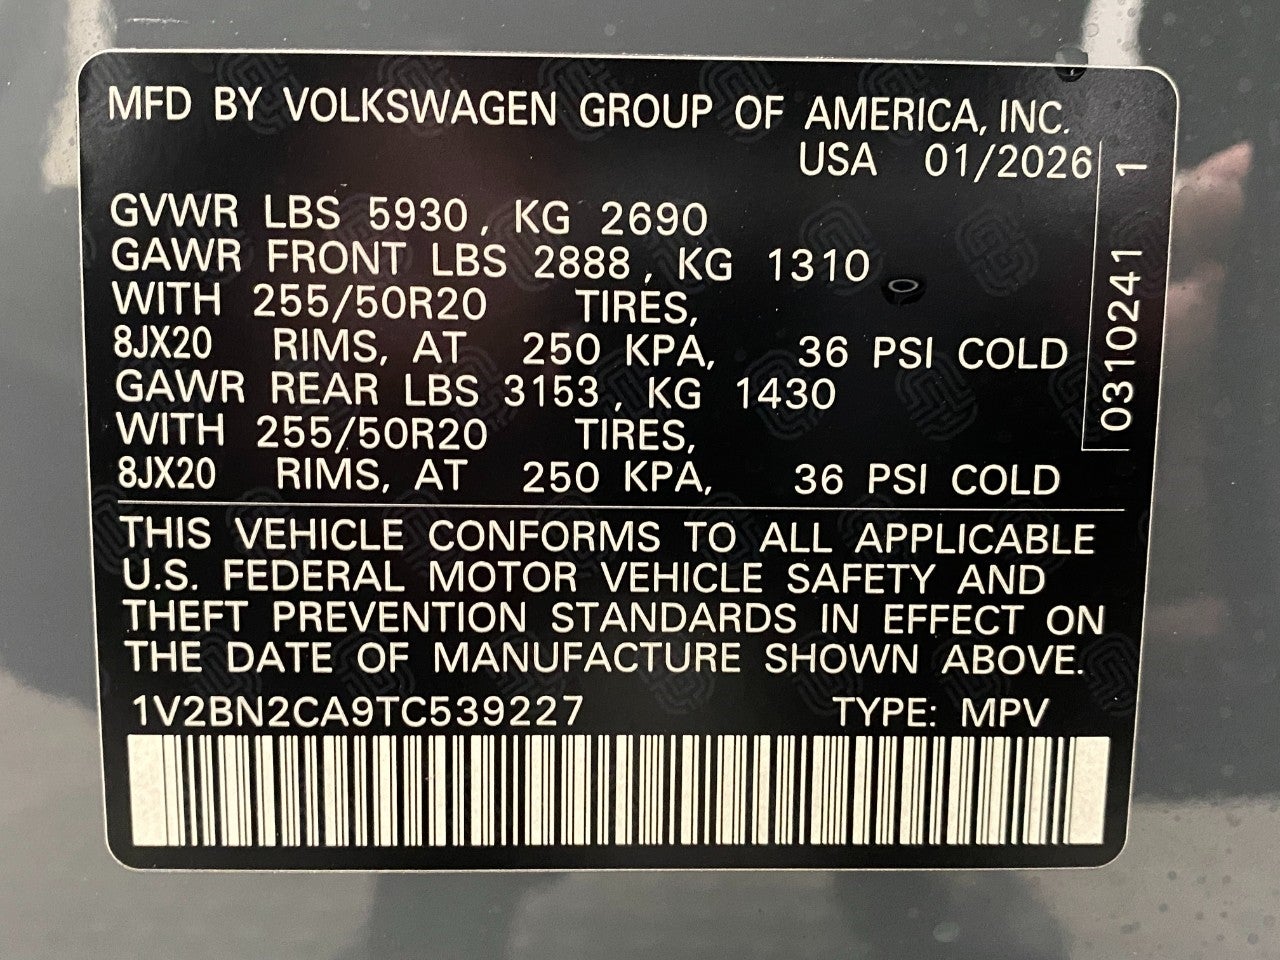 MFD BY VOLKSWAGEN GROUP OF AMERICA, INC.
USA 01/2026
GVWR LBS 5930, KG 2690
GAWR FRONT LBS 2888, KG 1310
WITH 255/50R20 TIRES,
8JX20 RIMS, AT 250 KPA, 36 PSI COLD
GAWR REAR LBS 3153, KG 1430
WITH 255/50R20 TIRES,
8JX20 RIMS, AT 250 KPA, 36 PSI COLD
0310241 1
THIS VEHICLE CONFORMS TO ALL APPLICABLE
U.S. FEDERAL MOTOR VEHICLE SAFETY AND
THEFT PREVENTION STANDARDS IN EFFECT ON
THE DATE OF MANUFACTURE SHOWN ABOVE.
1V2BN2CA9TC539227 TYPE: MPV